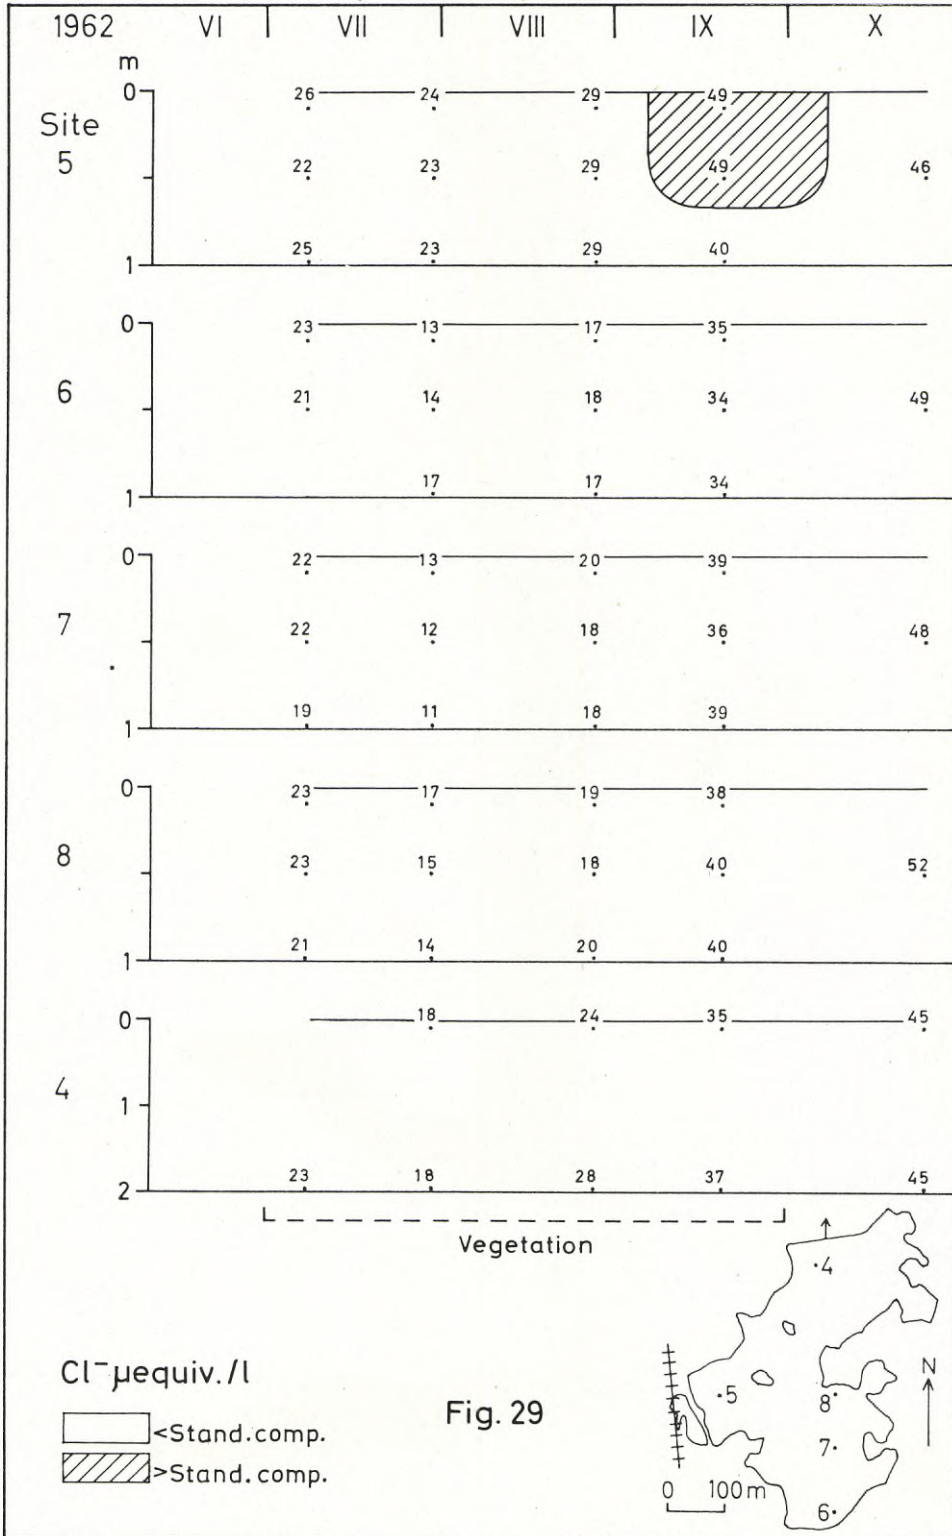 1962 VI VII VIII IX X
m
0 26 24 29 49
Site
5 22 23 29 49 46
1 25 23 29 40
0 23 13 17 35
6 21 14 18 34 49
1 17 17 34
0 22 13 20 39
7 22 12 18 36 48
1 19 11 18 39
0 23 17 19 38
8 23 15 18 40 52
1 21 14 20 40
0 18 24 35 45
4 1
2 23 18 28 37 45
Vegetation
4
Cl⁻µequiv./l
N
5 8
Fig. 29
<Stand.comp.
7
>Stand.comp.
0 100m
6